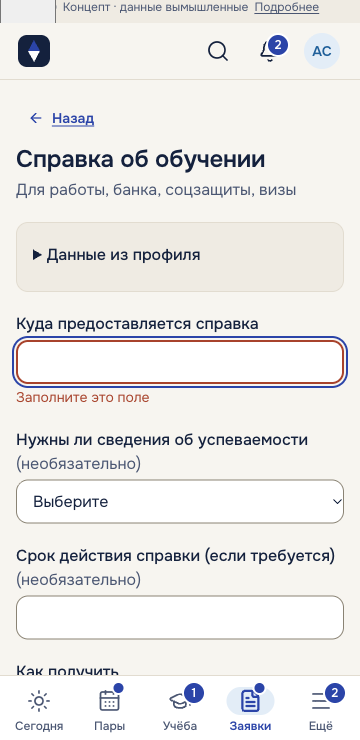 Концепт · данные вымышленные Подробнее
2
АС
← Назад
Справка об обучении
Для работы, банка, соцзащиты, визы
Данные из профиля
Куда предоставляется справка
Заполните это поле
Нужны ли сведения об успеваемости
(необязательно)
Выберите
Срок действия справки (если требуется)
(необязательно)
Как получить
1
2
Сегодня Пары Учёба Заявки Ещё